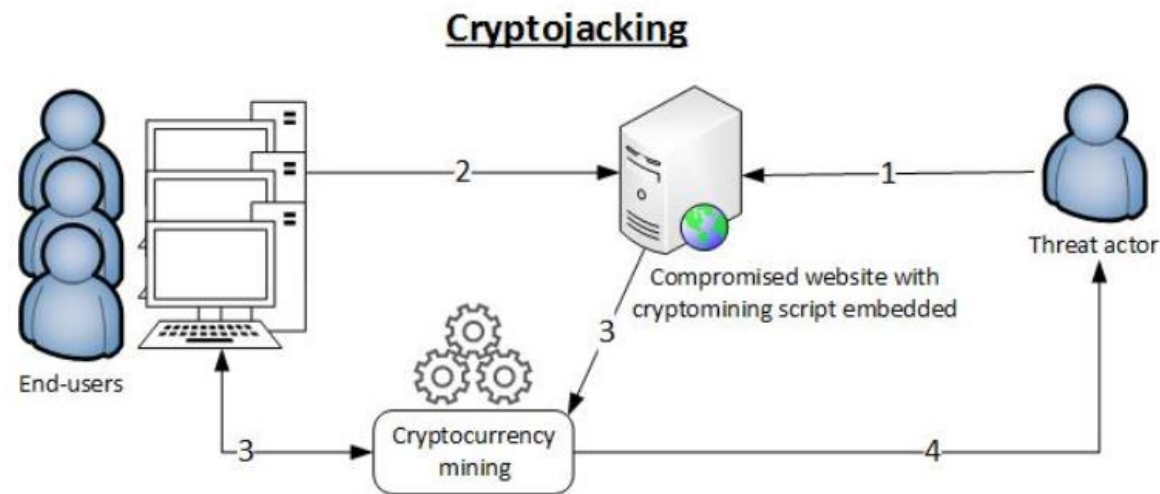 Cryptojacking
2
1
Threat actor
Compromised website with
cryptomining script embedded
3
End-users
Cryptocurrency
mining
3
4